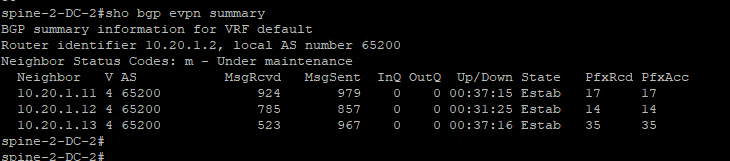 spine-2-DC-2#sho bgp evpn summary
BGP summary information for VRF default
Router identifier 10.20.1.2, local AS number 65200
Neighbor Status Codes: m - Under maintenance
  Neighbor   V AS           MsgRcvd   MsgSent  InQ OutQ  Up/Down State   PfxRcd PfxAcc
  10.20.1.11 4 65200            924       979    0    0 00:37:15 Estab   17     17
  10.20.1.12 4 65200            785       857    0    0 00:31:25 Estab   14     14
  10.20.1.13 4 65200            523       967    0    0 00:37:16 Estab   35     35
spine-2-DC-2#
spine-2-DC-2#